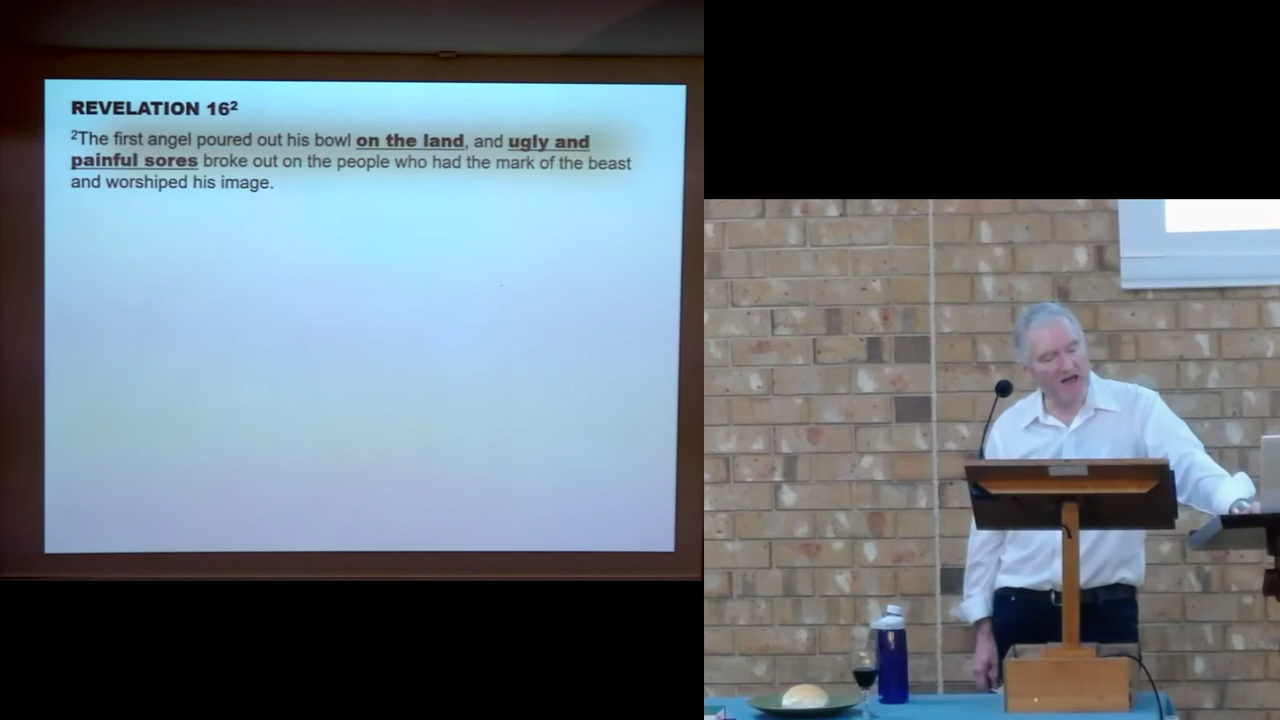 REVELATION 16²
²The first angel poured out his bowl on the land, and ugly and
painful sores broke out on the people who had the mark of the beast
and worshiped his image.